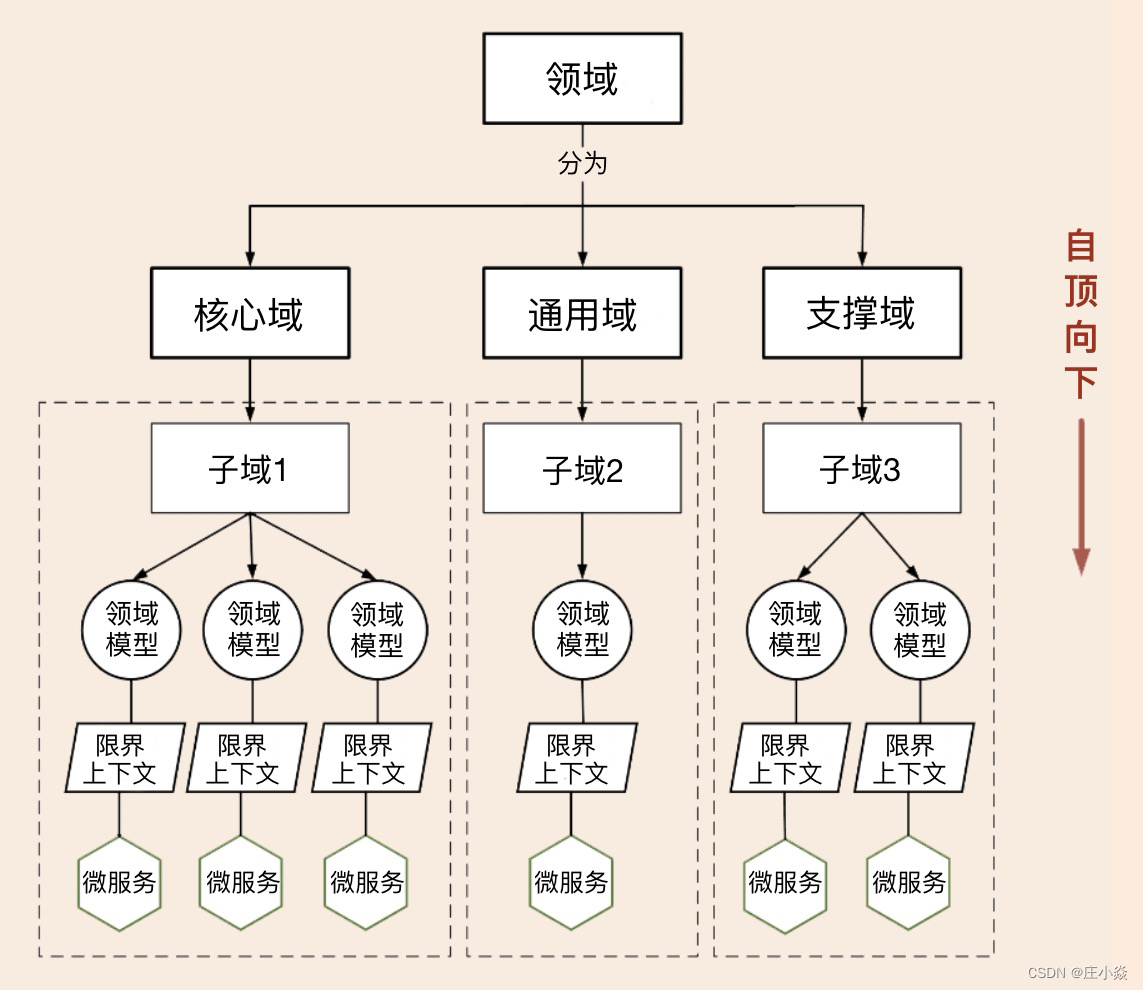 领域
分为
核心域
通用域
支撑域
自
顶
向
下
子域1
子域2
子域3
领域
模型
领域
模型
领域
模型
领域
模型
领域
模型
领域
模型
限界
上下文
限界
上下文
限界
上下文
限界
上下文
限界
上下文
限界
上下文
微服务
微服务
微服务
微服务
微服务
微服务
CSDN @庄小焱